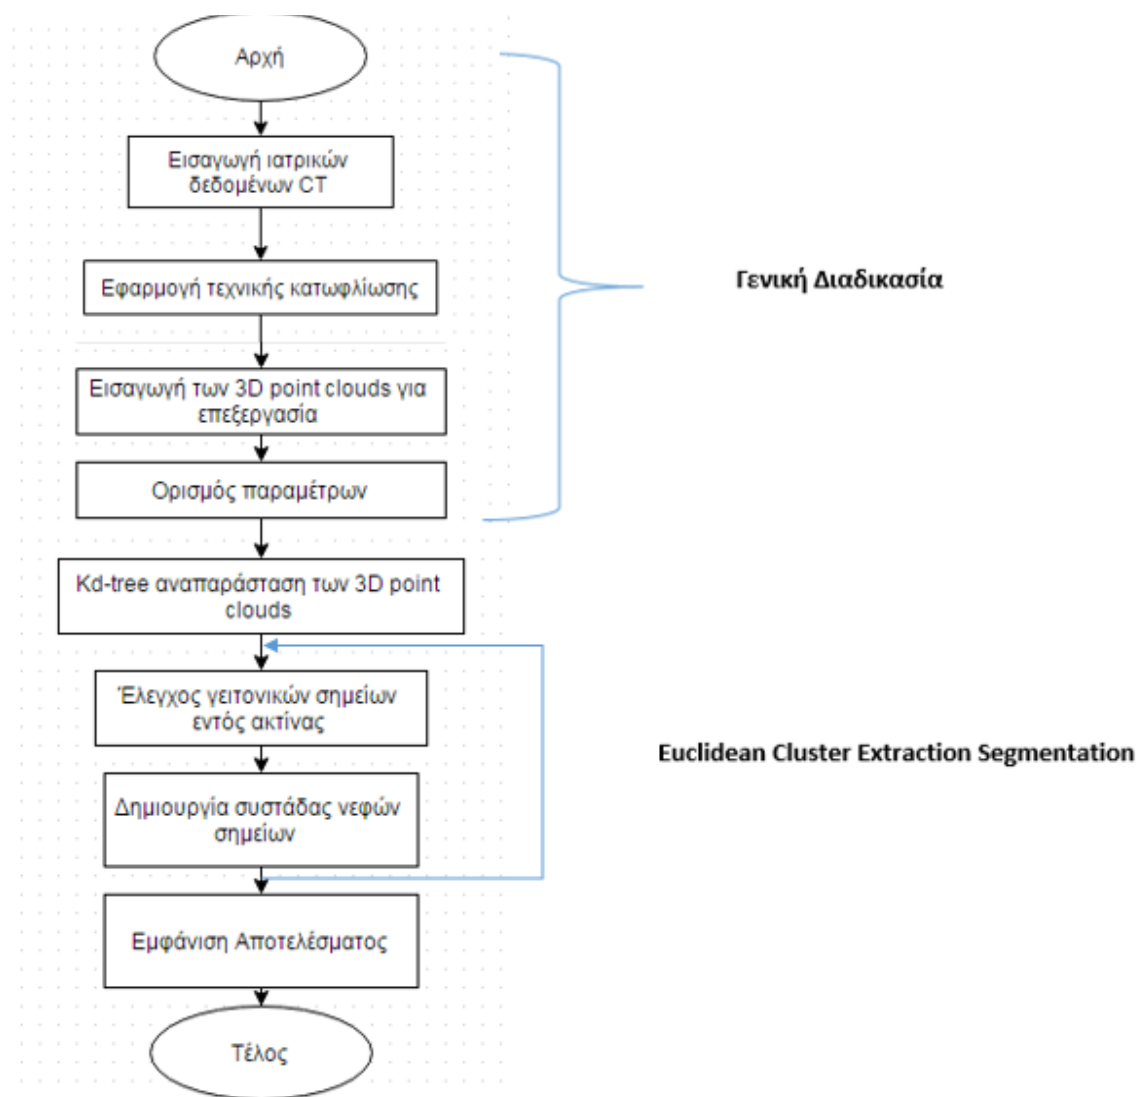 Αρχή
Εισαγωγή ιατρικών
δεδομένων CT
Εφαρμογή τεχνικής κατωφλίωσης
Γενική Διαδικασία
Εισαγωγή των 3D point clouds για
επεξεργασία
Ορισμός παραμέτρων
Kd-tree αναπαράσταση των 3D point
clouds
Έλεγχος γειτονικών σημείων
εντός ακτίνας
Euclidean Cluster Extraction Segmentation
Δημιουργία συστάδας νεφών
σημείων
Εμφάνιση Αποτελέσματος
Τέλος